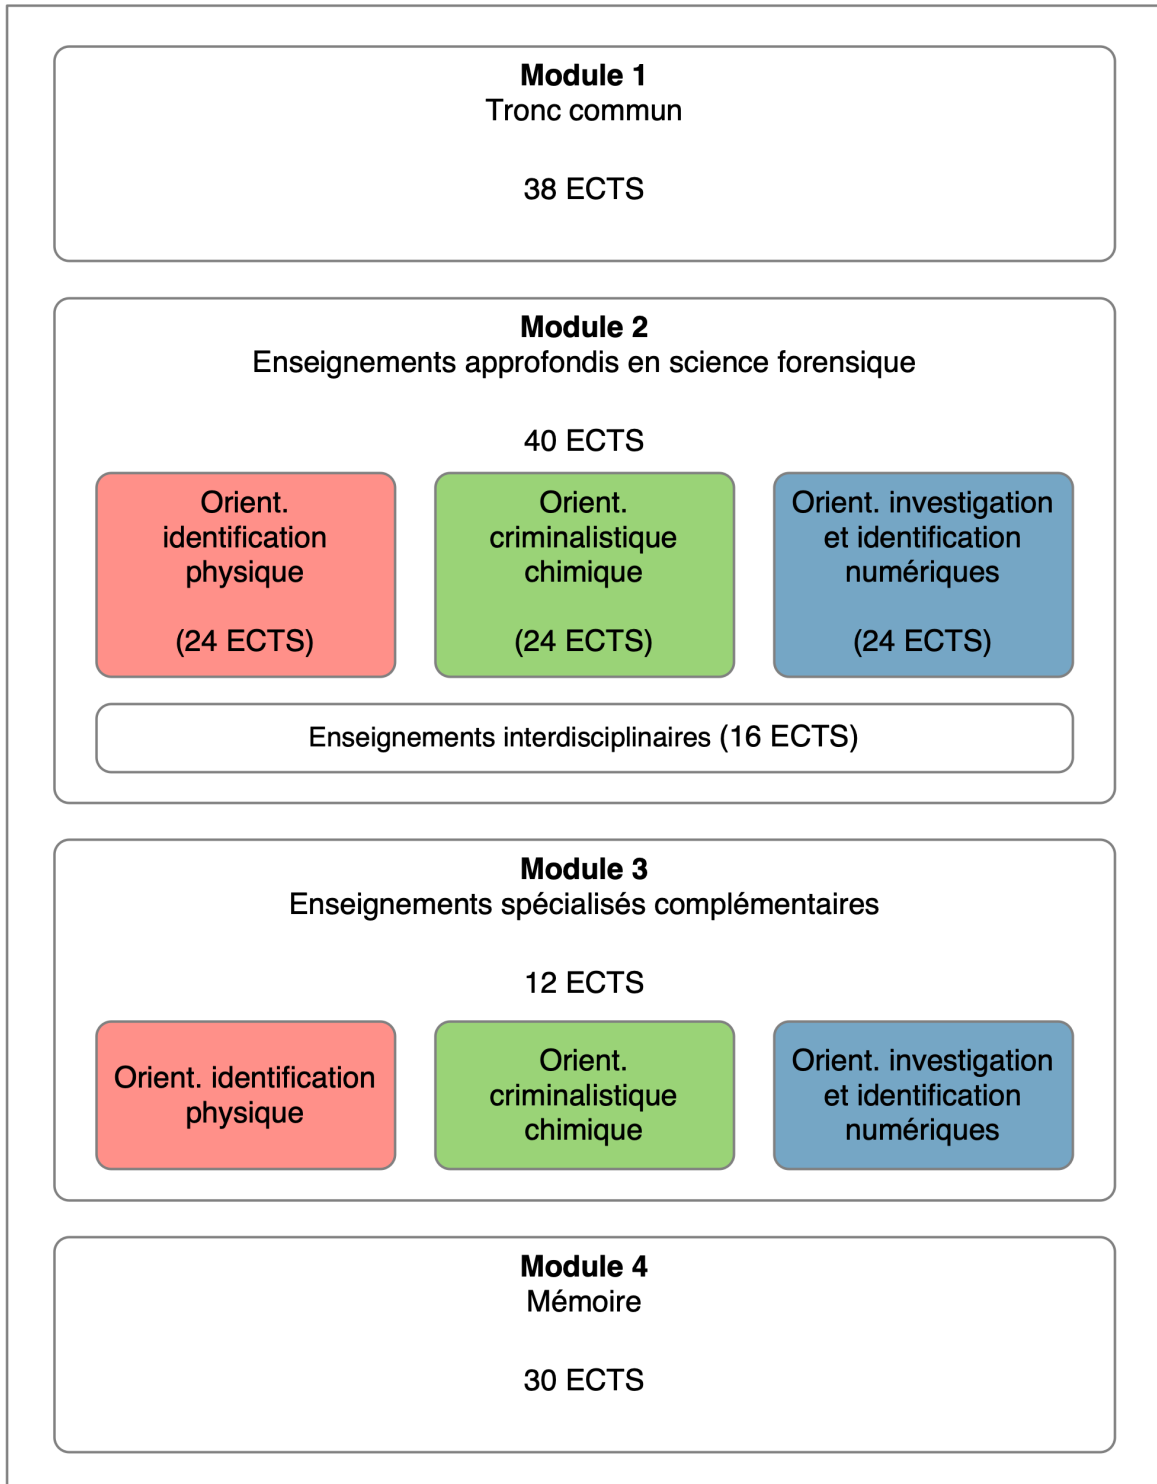 Module 1
Tronc commun
38 ECTS
Module 2
Enseignements approfondis en science forensique
40 ECTS
Orient.
identification
physique
(24 ECTS)
Orient.
criminalistique
chimique
(24 ECTS)
Orient. investigation
et identification
numériques
(24 ECTS)
Enseignements interdisciplinaires (16 ECTS)
Module 3
Enseignements spécialisés complémentaires
12 ECTS
Orient. identification
physique
Orient.
criminalistique
chimique
Orient. investigation
et identification
numériques
Module 4
Mémoire
30 ECTS